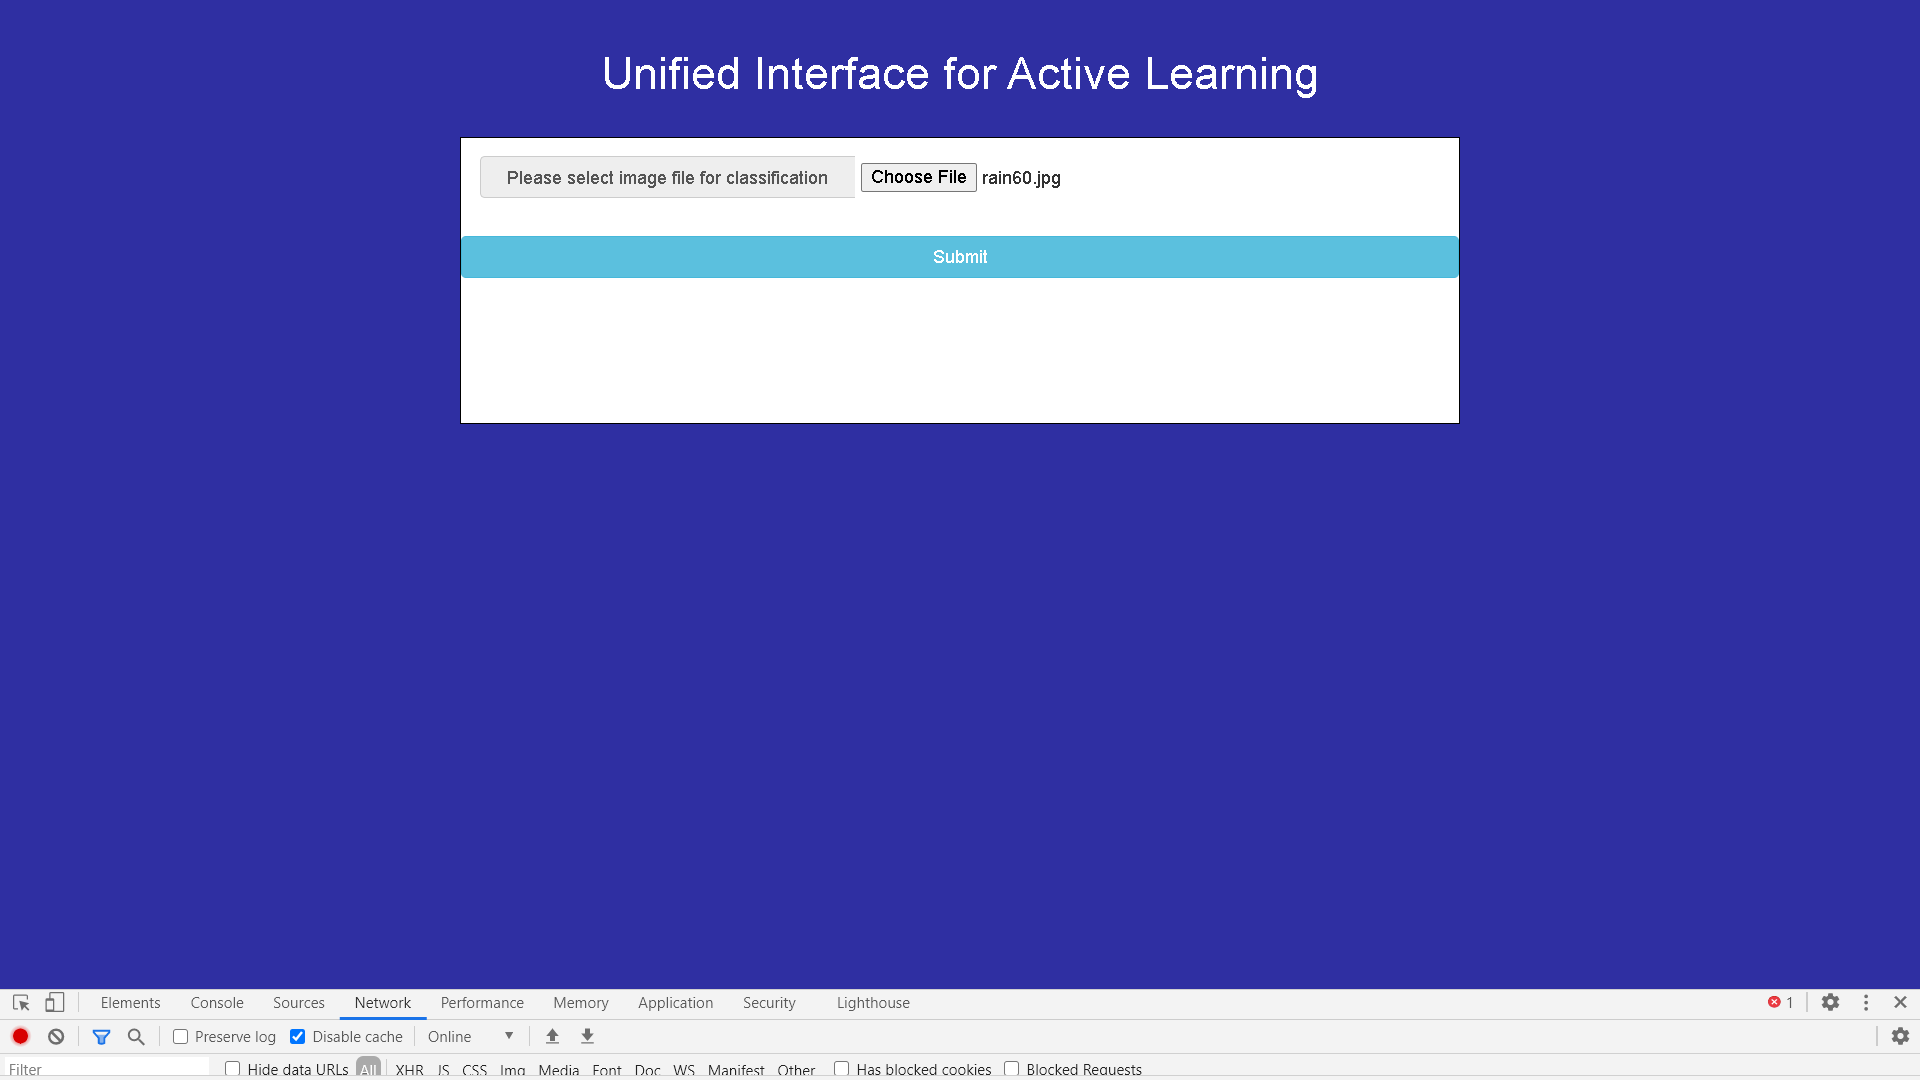 Unified Interface for Active Learning
Please select image file for classification Choose File rain60.jpg
Submit
Elements Console Sources Network Performance Memory Application Security Lighthouse 1
Preserve log Disable cache Online
Filter Hide data URLs All XHR JS CSS Img Media Font Doc WS Manifest Other Has blocked cookies Blocked Requests